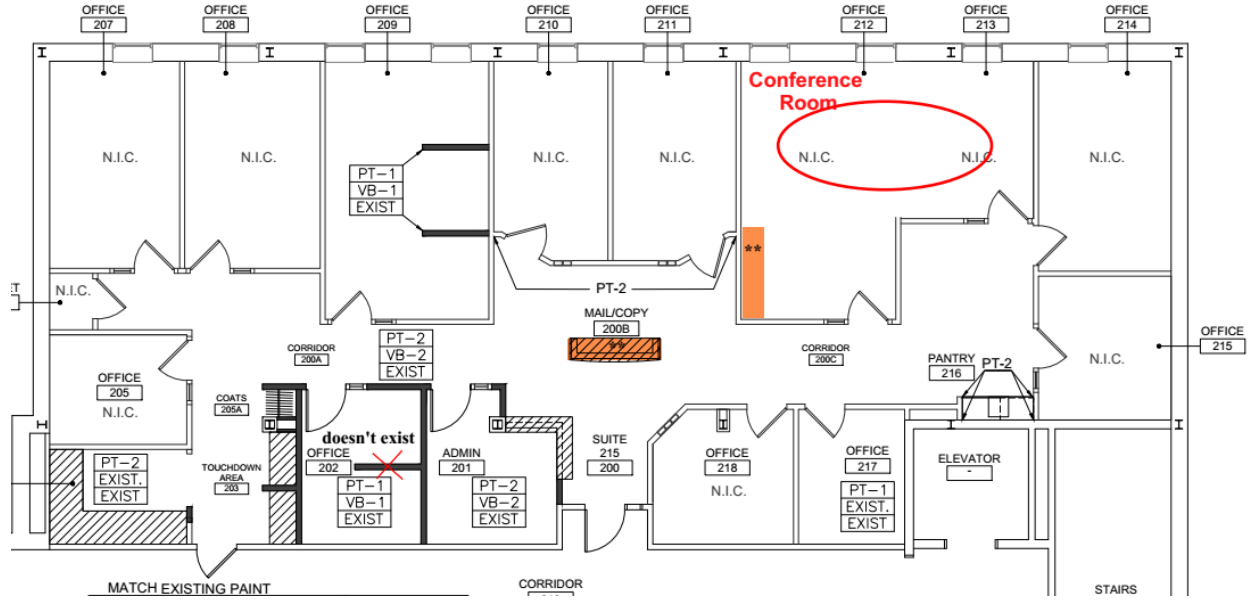 OFFICE
207
OFFICE
208
OFFICE
209
OFFICE
210
OFFICE
211
OFFICE
212
OFFICE
213
OFFICE
214
Conference
Room
N.I.C.
N.I.C.
N.I.C.
N.I.C.
N.I.C.
N.I.C.
N.I.C.
PT-1
VB-1
EXIST
**
ET
N.I.C.
PT-2
MAIL/COPY
200B
**
CORRIDOR
200A
PT-2
VB-2
EXIST
CORRIDOR
200C
PANTRY
216
PT-2
N.I.C.
OFFICE
215
OFFICE
205
N.I.C.
COATS
205A
doesn't exist
OFFICE
202
ADMIN
201
SUITE
215
200
OFFICE
218
N.I.C.
OFFICE
217
ELEVATOR
-
PT-2
EXIST.
EXIST
TOUCHDOWN
AREA
203
PT-1
VB-1
EXIST
PT-2
VB-2
EXIST
PT-1
EXIST.
EXIST
MATCH EXISTING PAINT
CORRIDOR
STAIRS